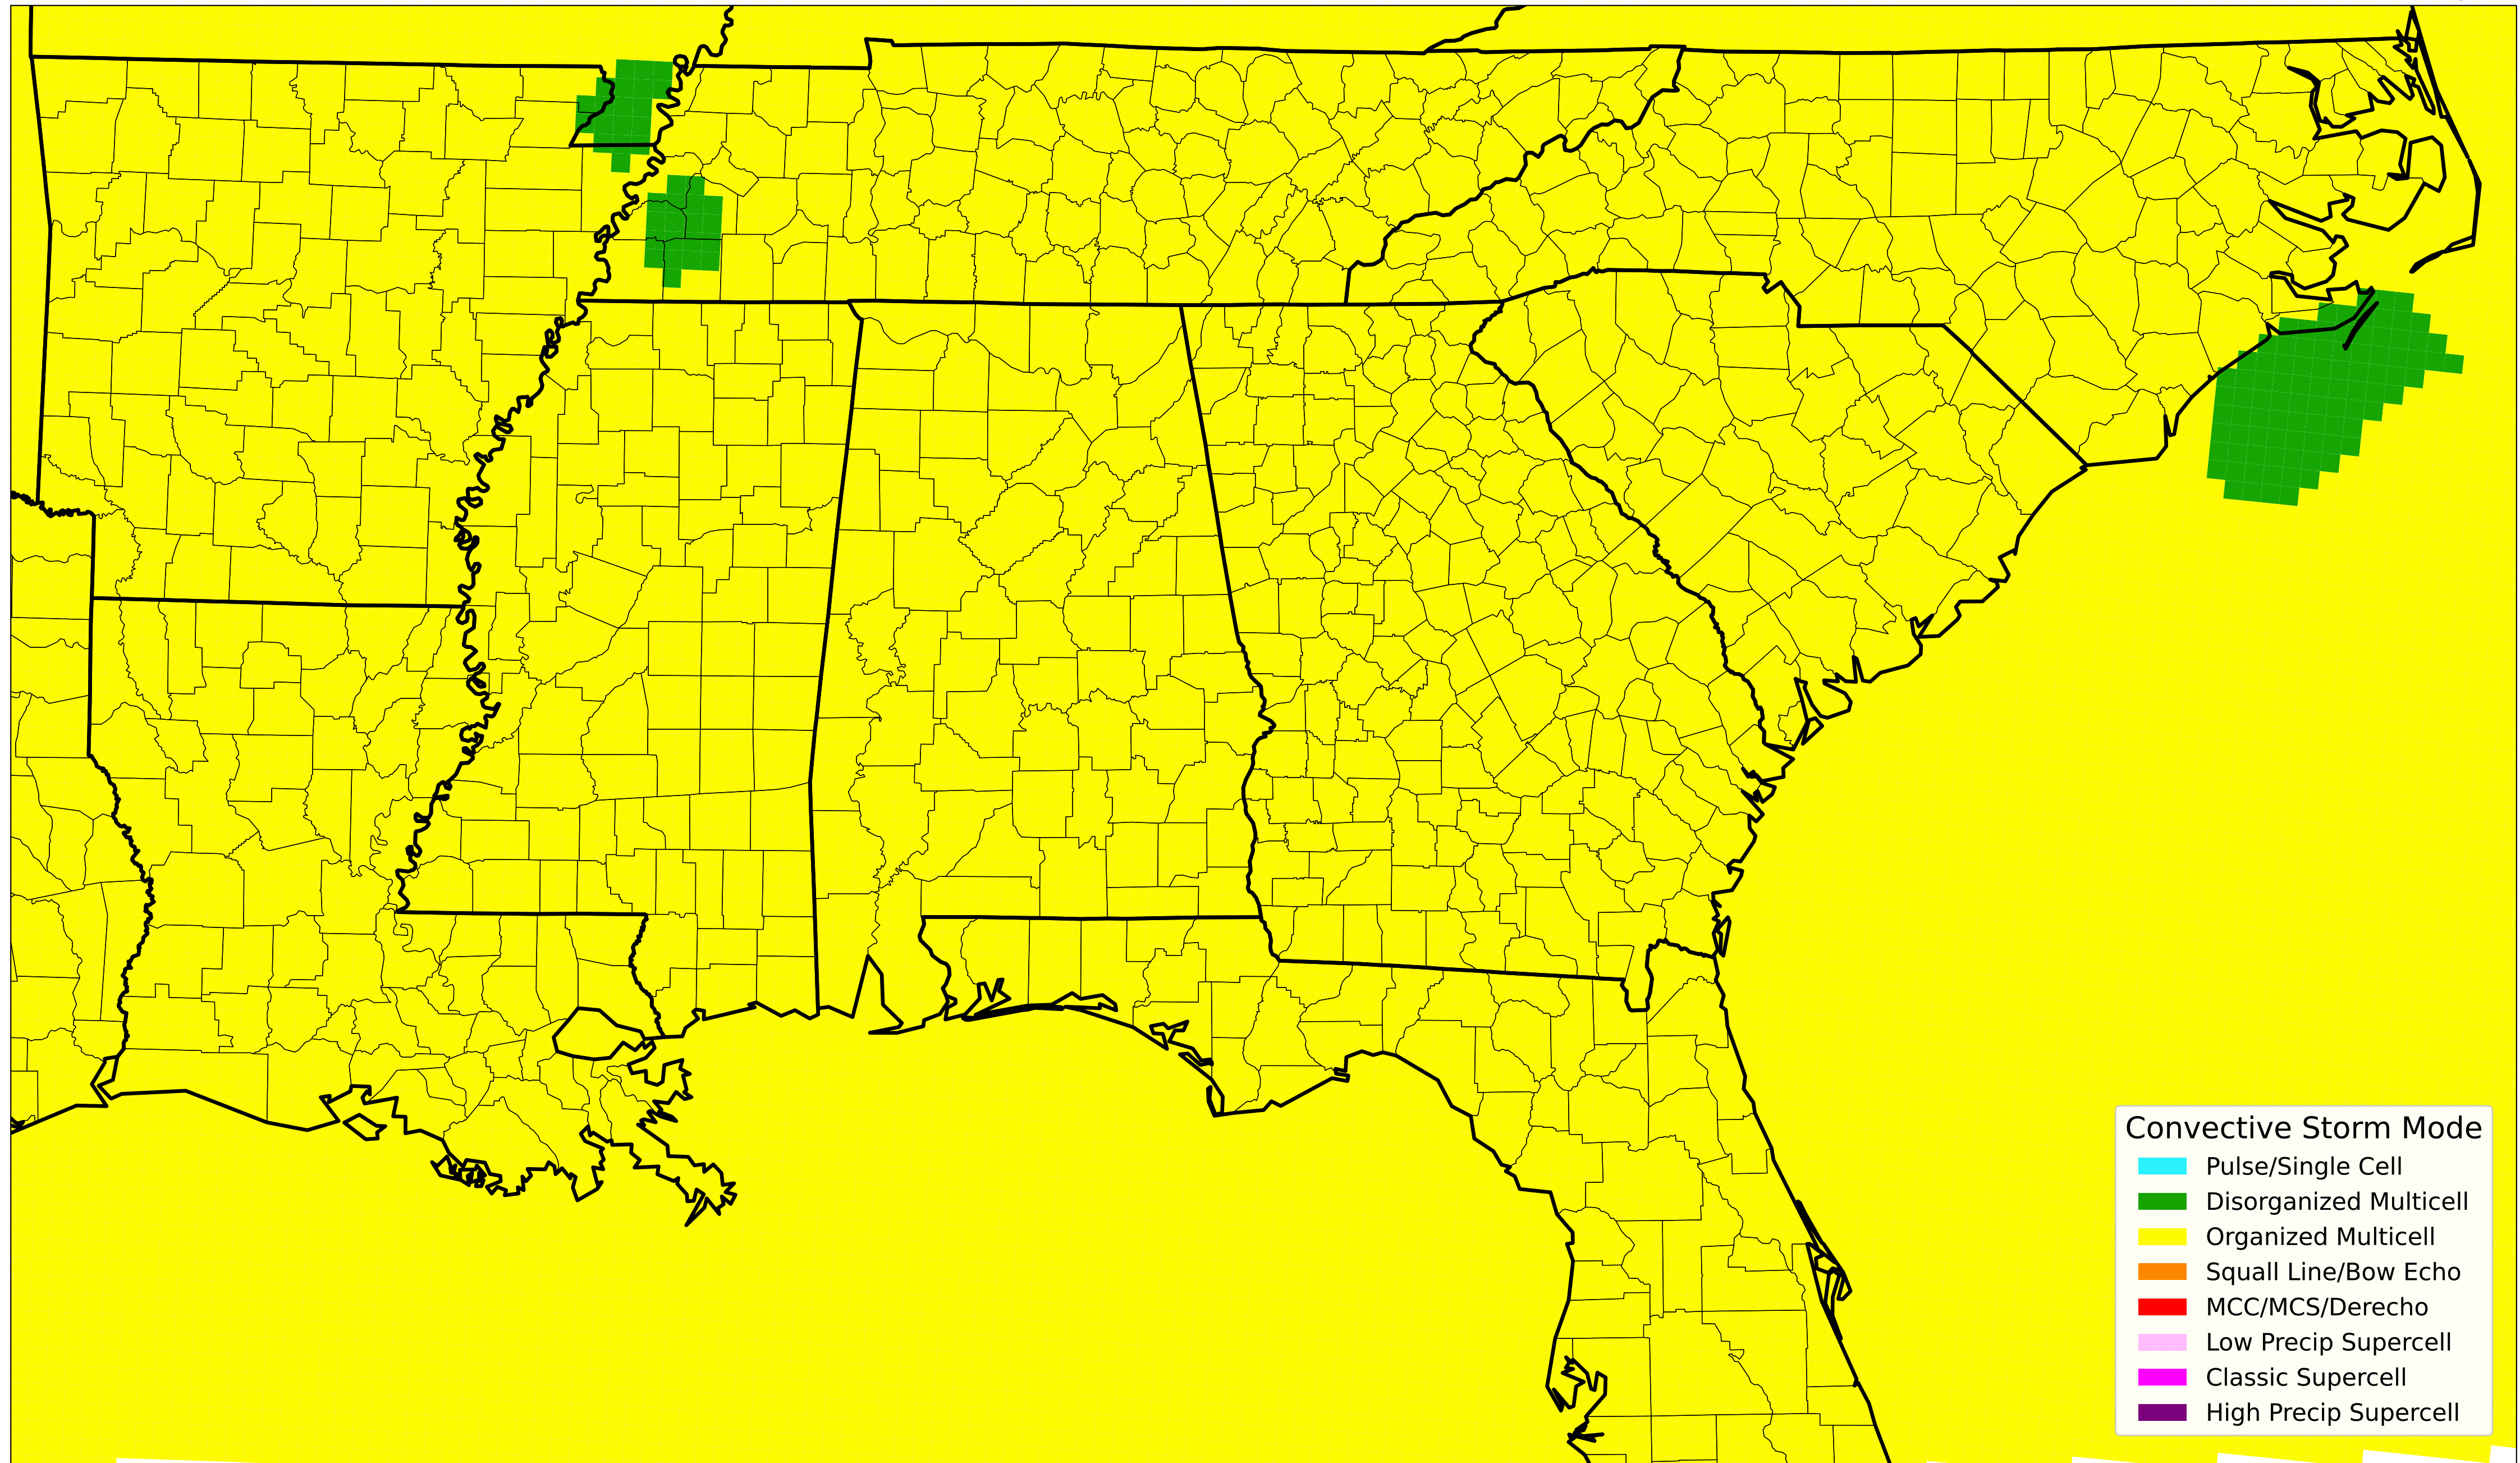 Convective Storm Mode
Pulse/Single Cell
Disorganized Multicell
Organized Multicell
Squall Line/Bow Echo
MCC/MCS/Derecho
Low Precip Supercell
Classic Supercell
High Precip Supercell